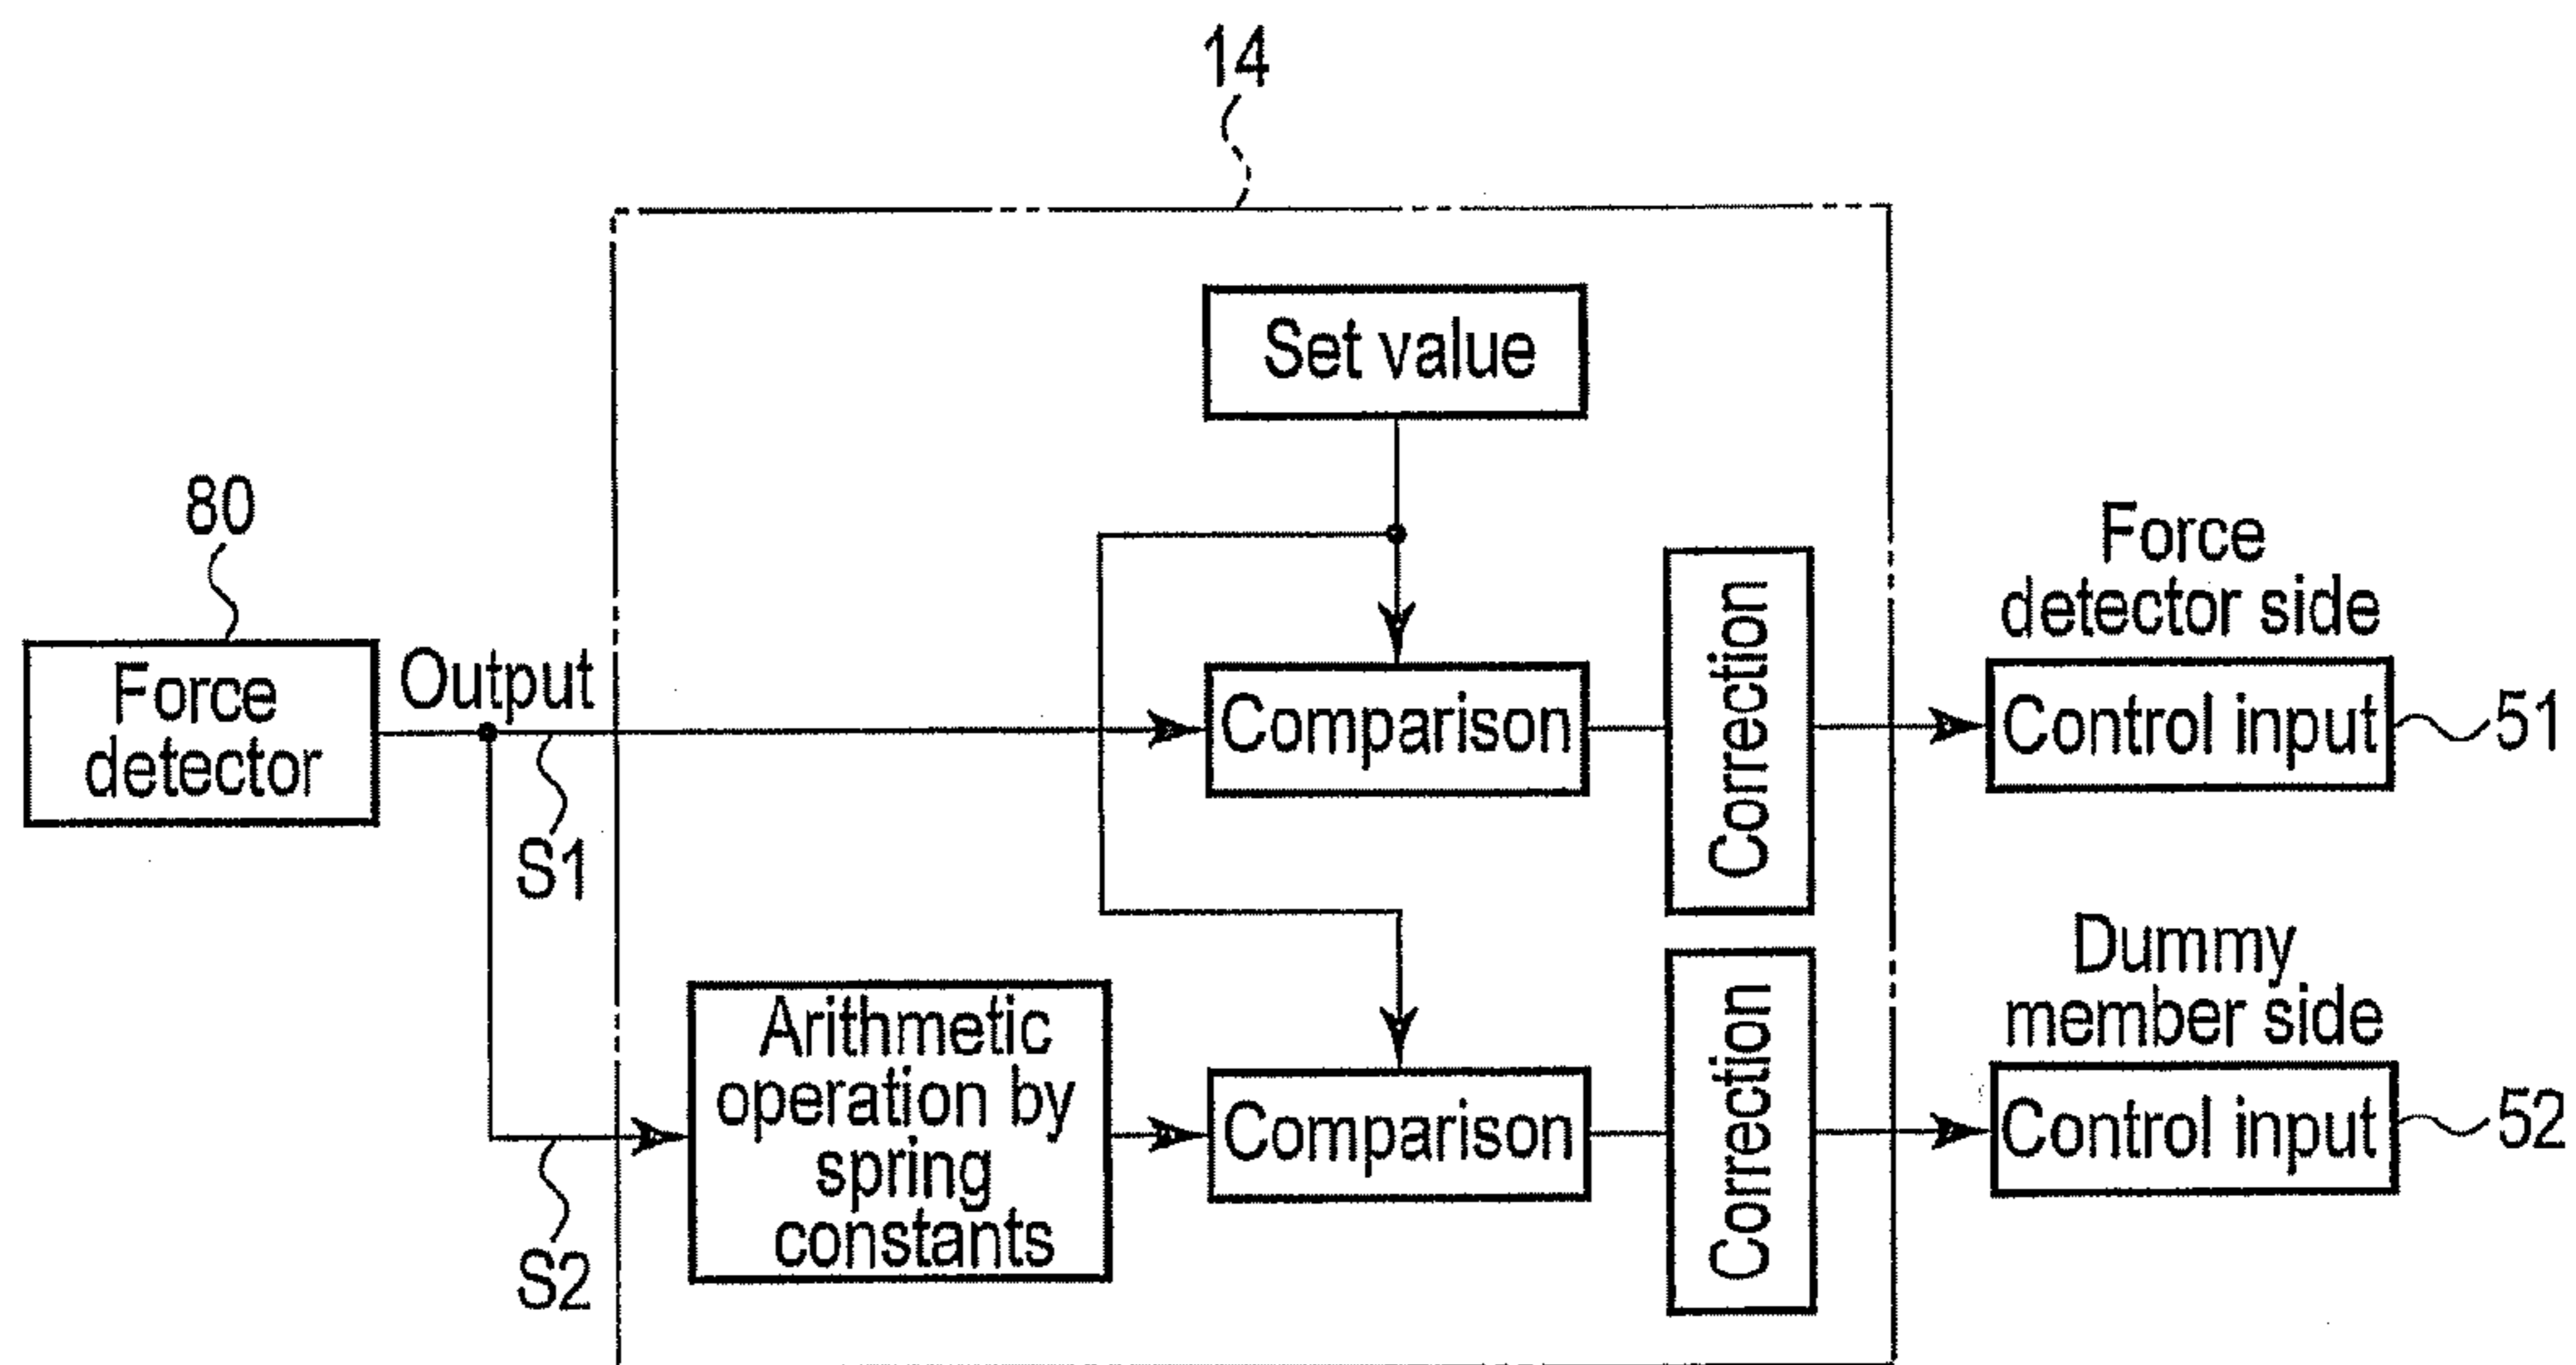 14
Set value
80
Force
detector
Output
S1
Comparison
Correction
Force
detector side
Control input
51
S2
Arithmetic
operation by
spring
constants
Comparison
Correction
Dummy
member side
Control input
52